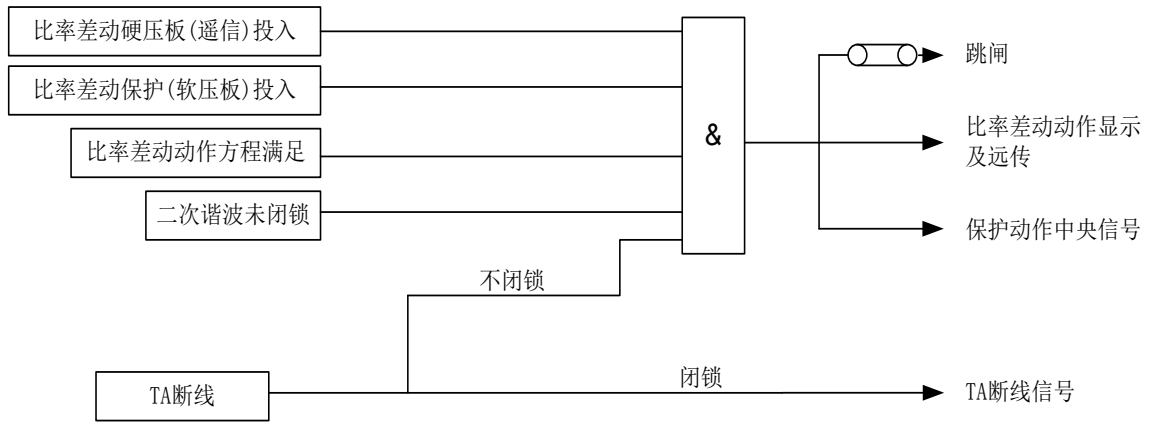 比率差动硬压板(遥信)投入
比率差动保护(软压板)投入
比率差动动作方程满足
二次谐波未闭锁
&
跳闸
比率差动动作显示
及远传
保护动作中央信号
不闭锁
TA断线
闭锁
TA断线信号